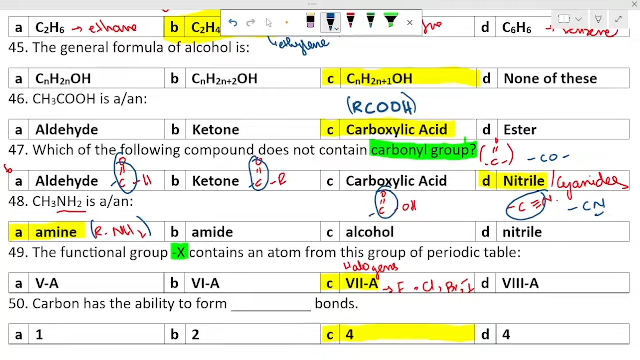 a C2H6 → ethane b C2H4 d C6H6 → benzene
↳ ethylene
45. The general formula of alcohol is:
a CnH2nOH b CnH2n+2OH c CnH2n+1OH d None of these
(RCOOH)
46. CH3COOH is a/an:
a Aldehyde b Ketone c Carboxylic Acid d Ester
47. Which of the following compound does not contain carbonyl group? (O -C-) -CO-
a Aldehyde O -C-H b Ketone O -C-R c Carboxylic Acid d Nitrile/Cyanides
O -C OH -C≡N -CN
48. CH3NH2 is a/an:
a amine (R-NH2) b amide c alcohol d nitrile
49. The functional group -X contains an atom from this group of periodic table:
Halogens
a V-A b VI-A c VII-A → F, Cl, Br, I d VIII-A
50. Carbon has the ability to form __________ bonds.
a 1 b 2 c 4 d 4